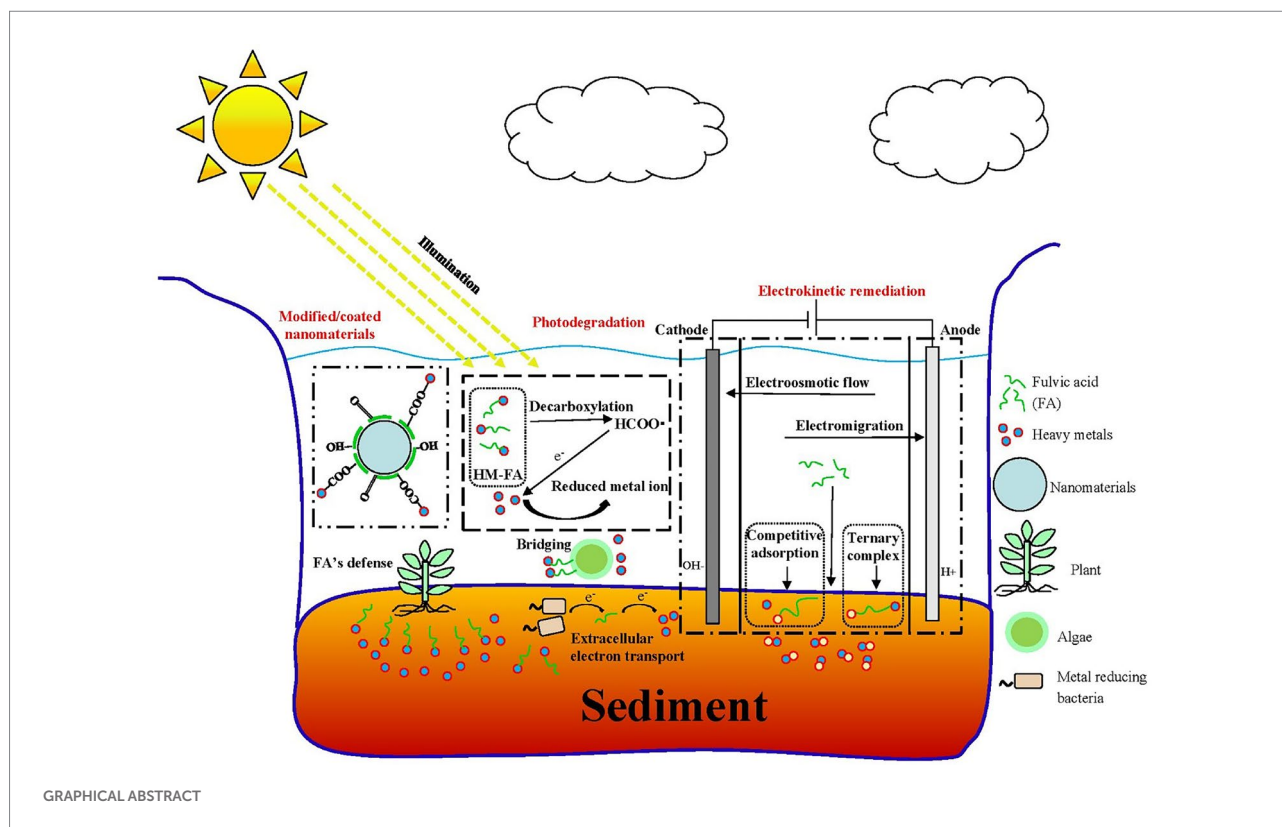 Illumination
Electrokinetic remediation
Modified/coated
nanomaterials
Photodegradation
Cathode
Anode
Electroosmotic flow
Electromigration
Decarboxylation
HCOO•
e-
HM-FA
Reduced metal ion
COO
O
OH
OH
COO
COO
O
Bridging
FA's defense
Competitive
adsorption
Ternary
complex
OH-
H+
e-
e-
Extracellular
electron transport
Sediment
Fulvic acid
(FA)
Heavy metals
Nanomaterials
Plant
Algae
Metal reducing
bacteria
GRAPHICAL ABSTRACT